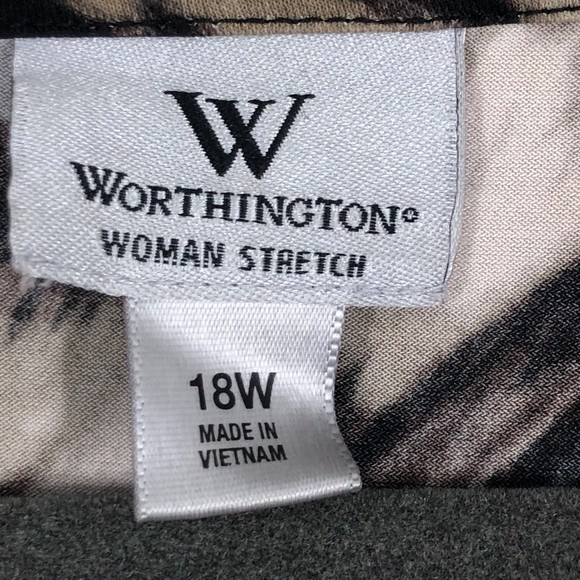 W
WORTHINGTON®
WOMAN STRETCH
18W
MADE IN
VIETNAM